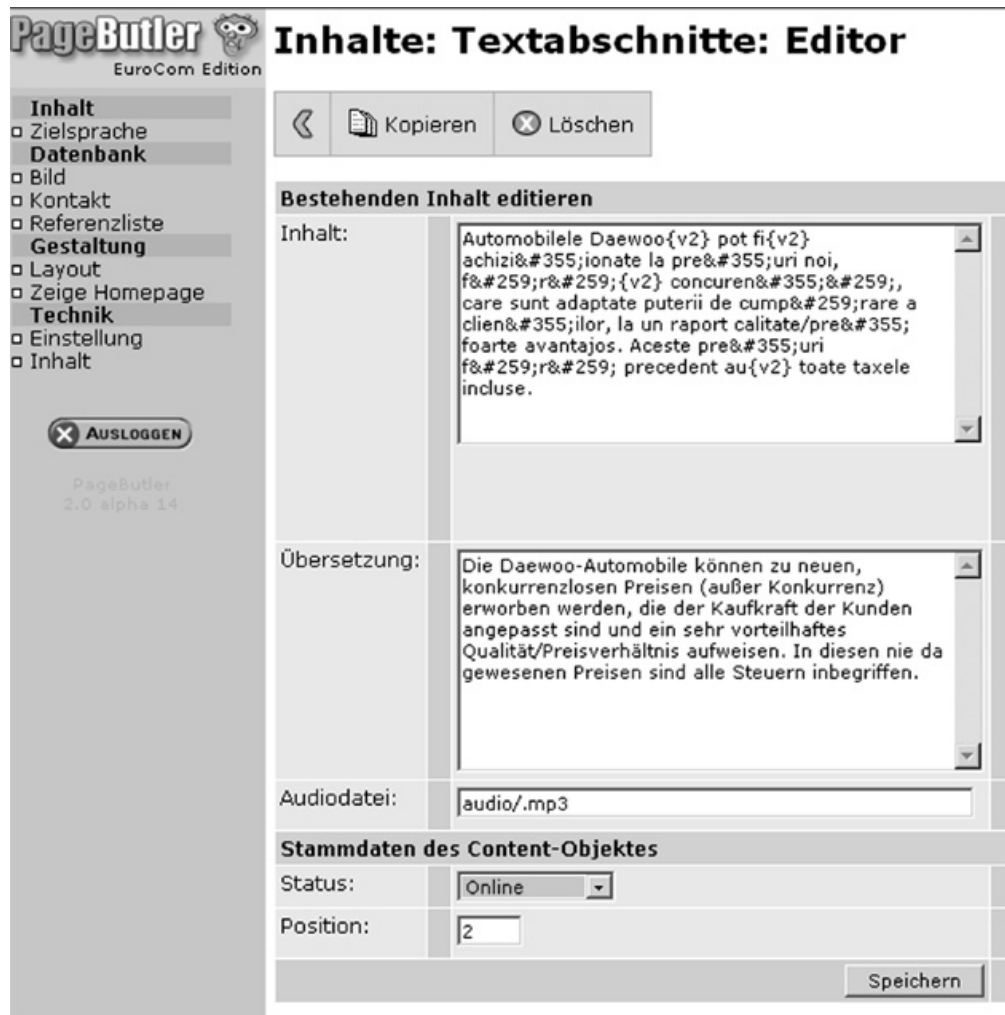 PageButler
EuroCom Edition
Inhalte: Textabschnitte: Editor
Inhalt
Zielsprache
Datenbank
Bild
Kontakt
Referenzliste
Gestaltung
Layout
Zeige Homepage
Technik
Einstellung
Inhalt
AUSLOGGEN
PageButler
2.0 alpha 14
Kopieren
Löschen
Bestehenden Inhalt editieren
Inhalt:
Automobilele Daewoo{v2} pot fi{v2}
achizi&#355;ionate la pre&#355;uri noi,
f&#259;r&#259;{v2} concuren&#355;&#259;,
care sunt adaptate puterii de cump&#259;rare a
clien&#355;ilor, la un raport calitate/pre&#355;
foarte avantajos. Aceste pre&#355;uri
f&#259;r&#259; precedent au{v2} toate taxele
incluse.
Übersetzung:
Die Daewoo-Automobile können zu neuen,
konkurrenzlosen Preisen (außer Konkurrenz)
erworben werden, die der Kaufkraft der Kunden
angepasst sind und ein sehr vorteilhaftes
Qualität/Preisverhältnis aufweisen. In diesen nie da
gewesenen Preisen sind alle Steuern inbegriffen.
Audiodatei:
audio/.mp3
Stammdaten des Content-Objektes
Status:
Online
Position:
2
Speichern